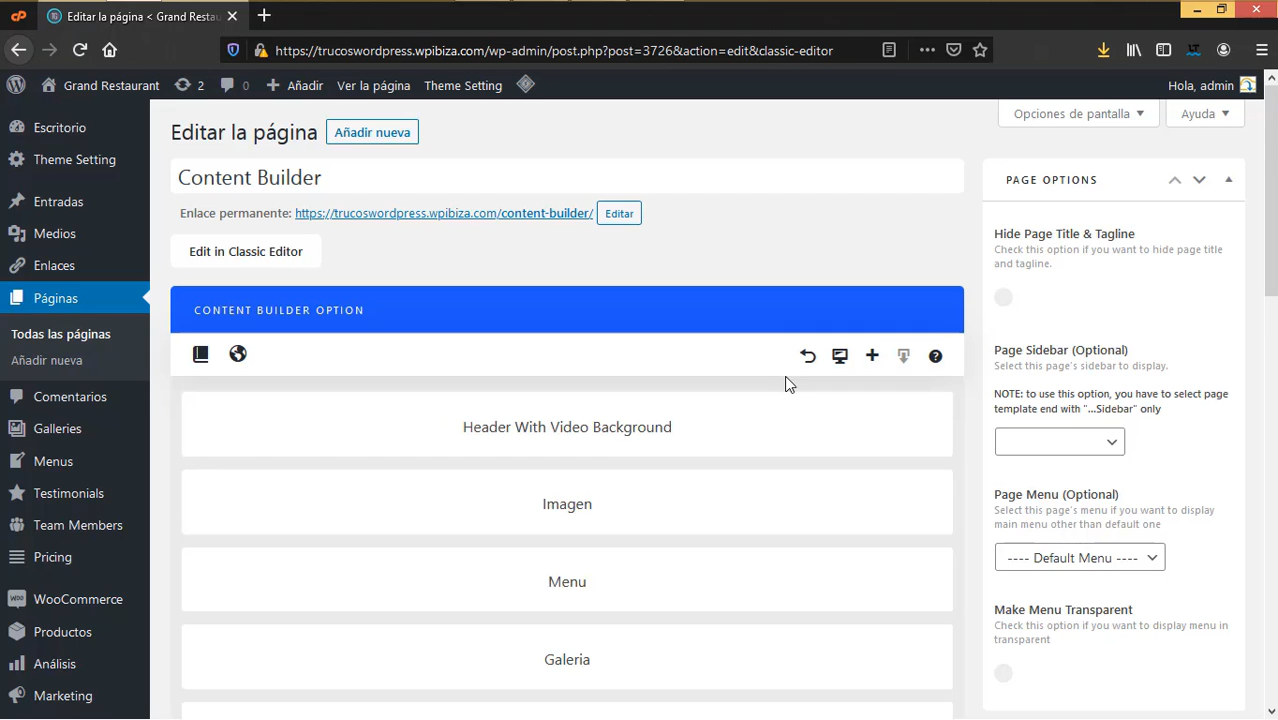 Editar la página < Grand Restau
https://trucoswordpress.wpibiza.com/wp-admin/post.php?post=3726&action=edit&classic-editor
Grand Restaurant
2
0
Añadir
Ver la página
Theme Setting
Hola, admin
Escritorio
Theme Setting
Entradas
Medios
Enlaces
Páginas
Todas las páginas
Añadir nueva
Comentarios
Galleries
Menus
Testimonials
Team Members
Pricing
WooCommerce
Productos
Análisis
Marketing
Opciones de pantalla
Ayuda
Editar la página
Añadir nueva
Content Builder
Enlace permanente: https://trucoswordpress.wpibiza.com/content-builder/
Editar
Edit in Classic Editor
CONTENT BUILDER OPTION
Header With Video Background
Imagen
Menu
Galeria
PAGE OPTIONS
Hide Page Title & Tagline
Check this option if you want to hide page title
and tagline.
Page Sidebar (Optional)
Select this page's sidebar to display.
NOTE: to use this option, you have to select page
template end with "...Sidebar" only
Page Menu (Optional)
Select this page's menu if you want to display
main menu other than default one
---- Default Menu ----
Make Menu Transparent
Check this option if you want to display menu in
transparent